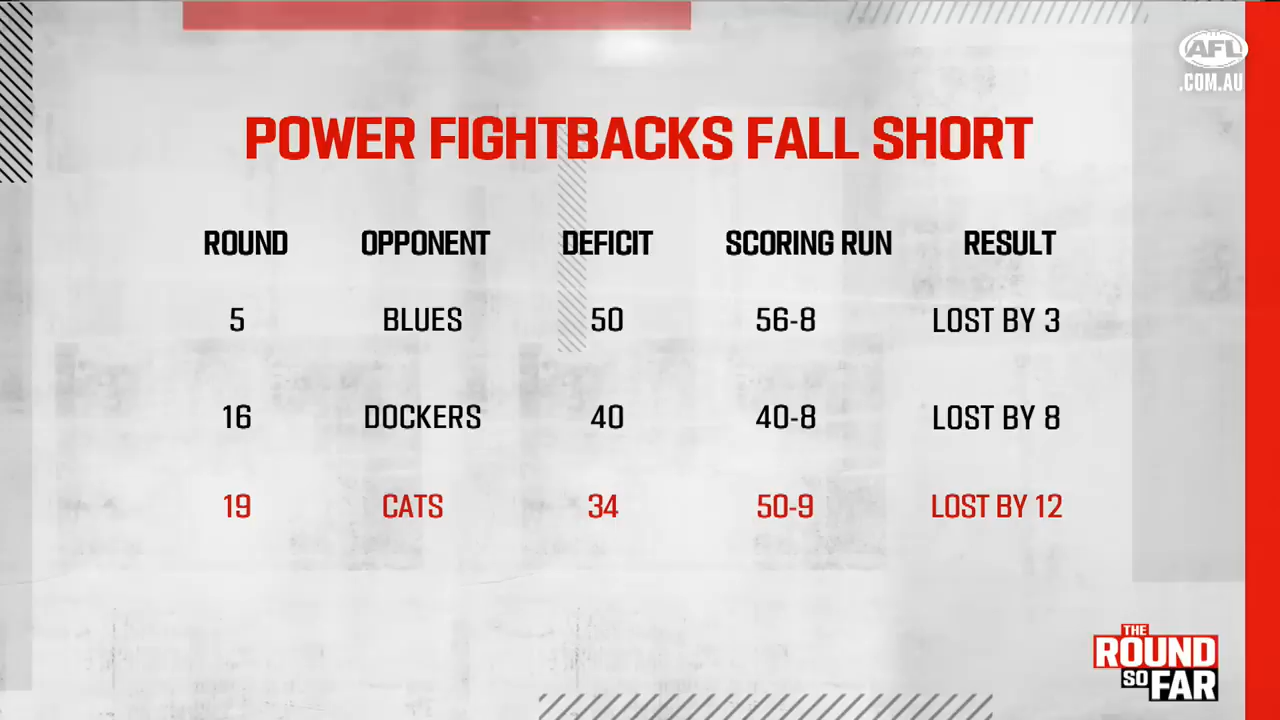 AFL
.COM.AU
POWER FIGHTBACKS FALL SHORT
ROUND OPPONENT DEFICIT SCORING RUN RESULT
5 BLUES 50 56-8 LOST BY 3
16 DOCKERS 40 40-8 LOST BY 8
19 CATS 34 50-9 LOST BY 12
THE
ROUND
SO FAR